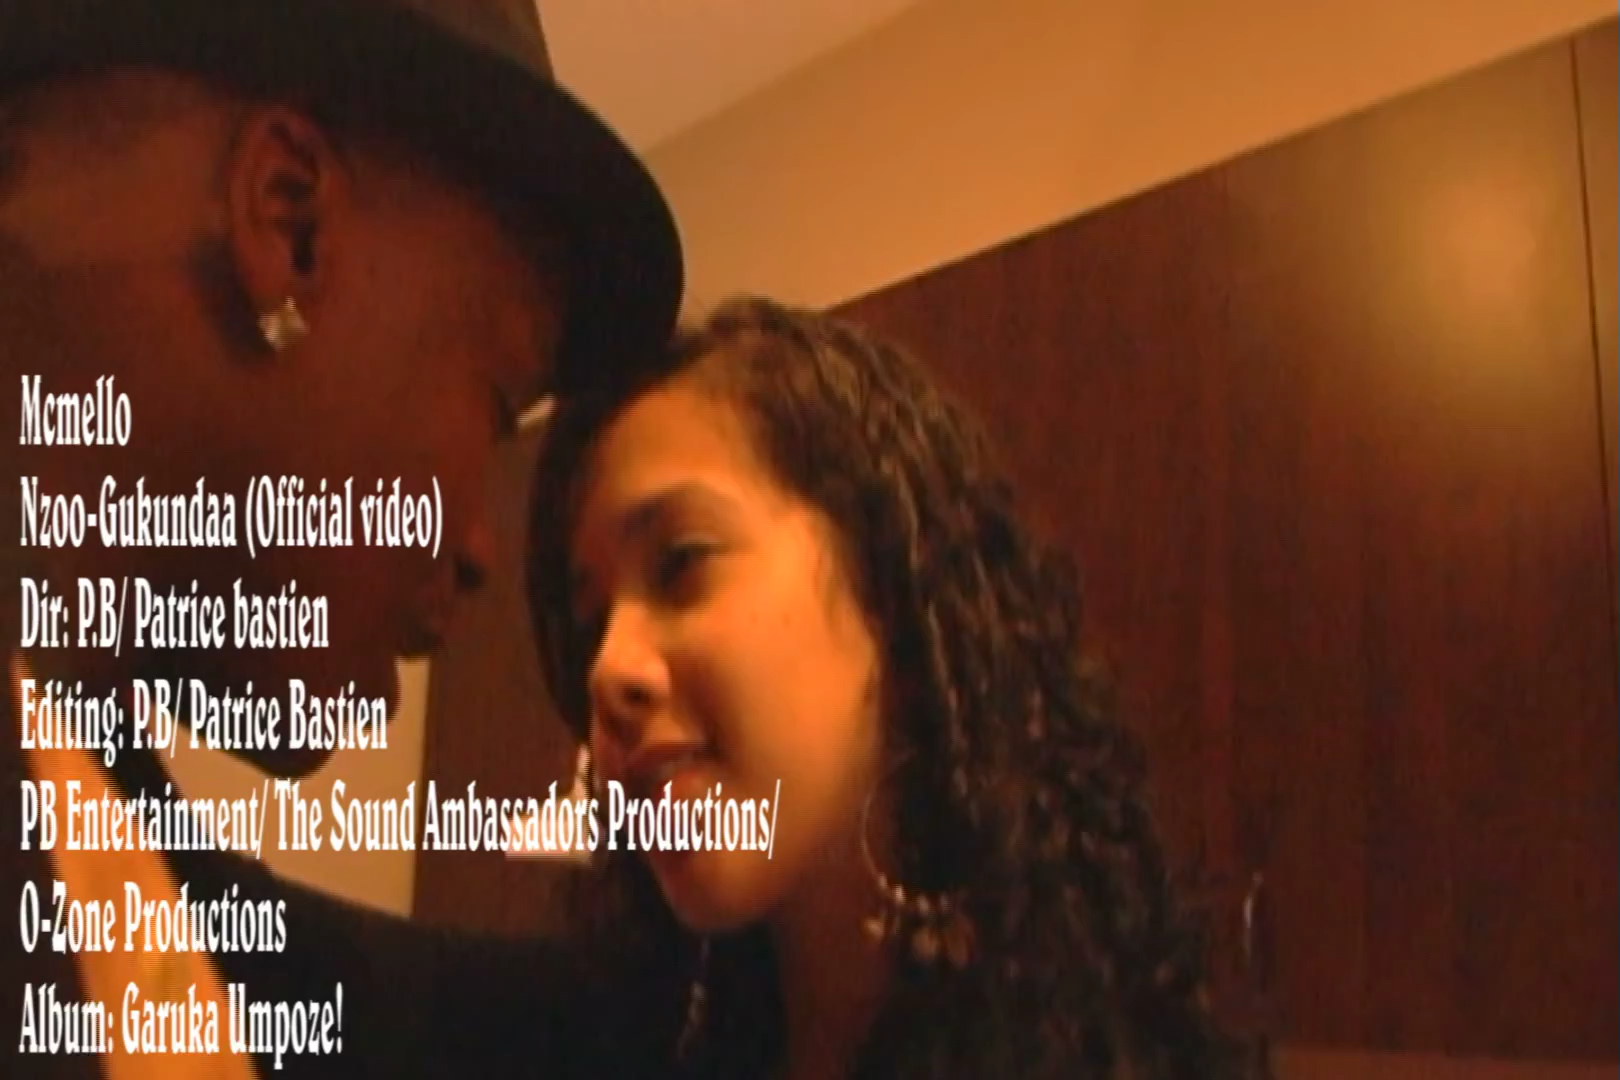 Mcmello
Nzoo-Gukundaa (Official video)
Dir: P.B/ Patrice bastien
Editing: P.B/ Patrice Bastien
PB Entertainment/ The Sound Ambassadors Productions/
O-Zone Productions
Album: Garuka Umpoze!